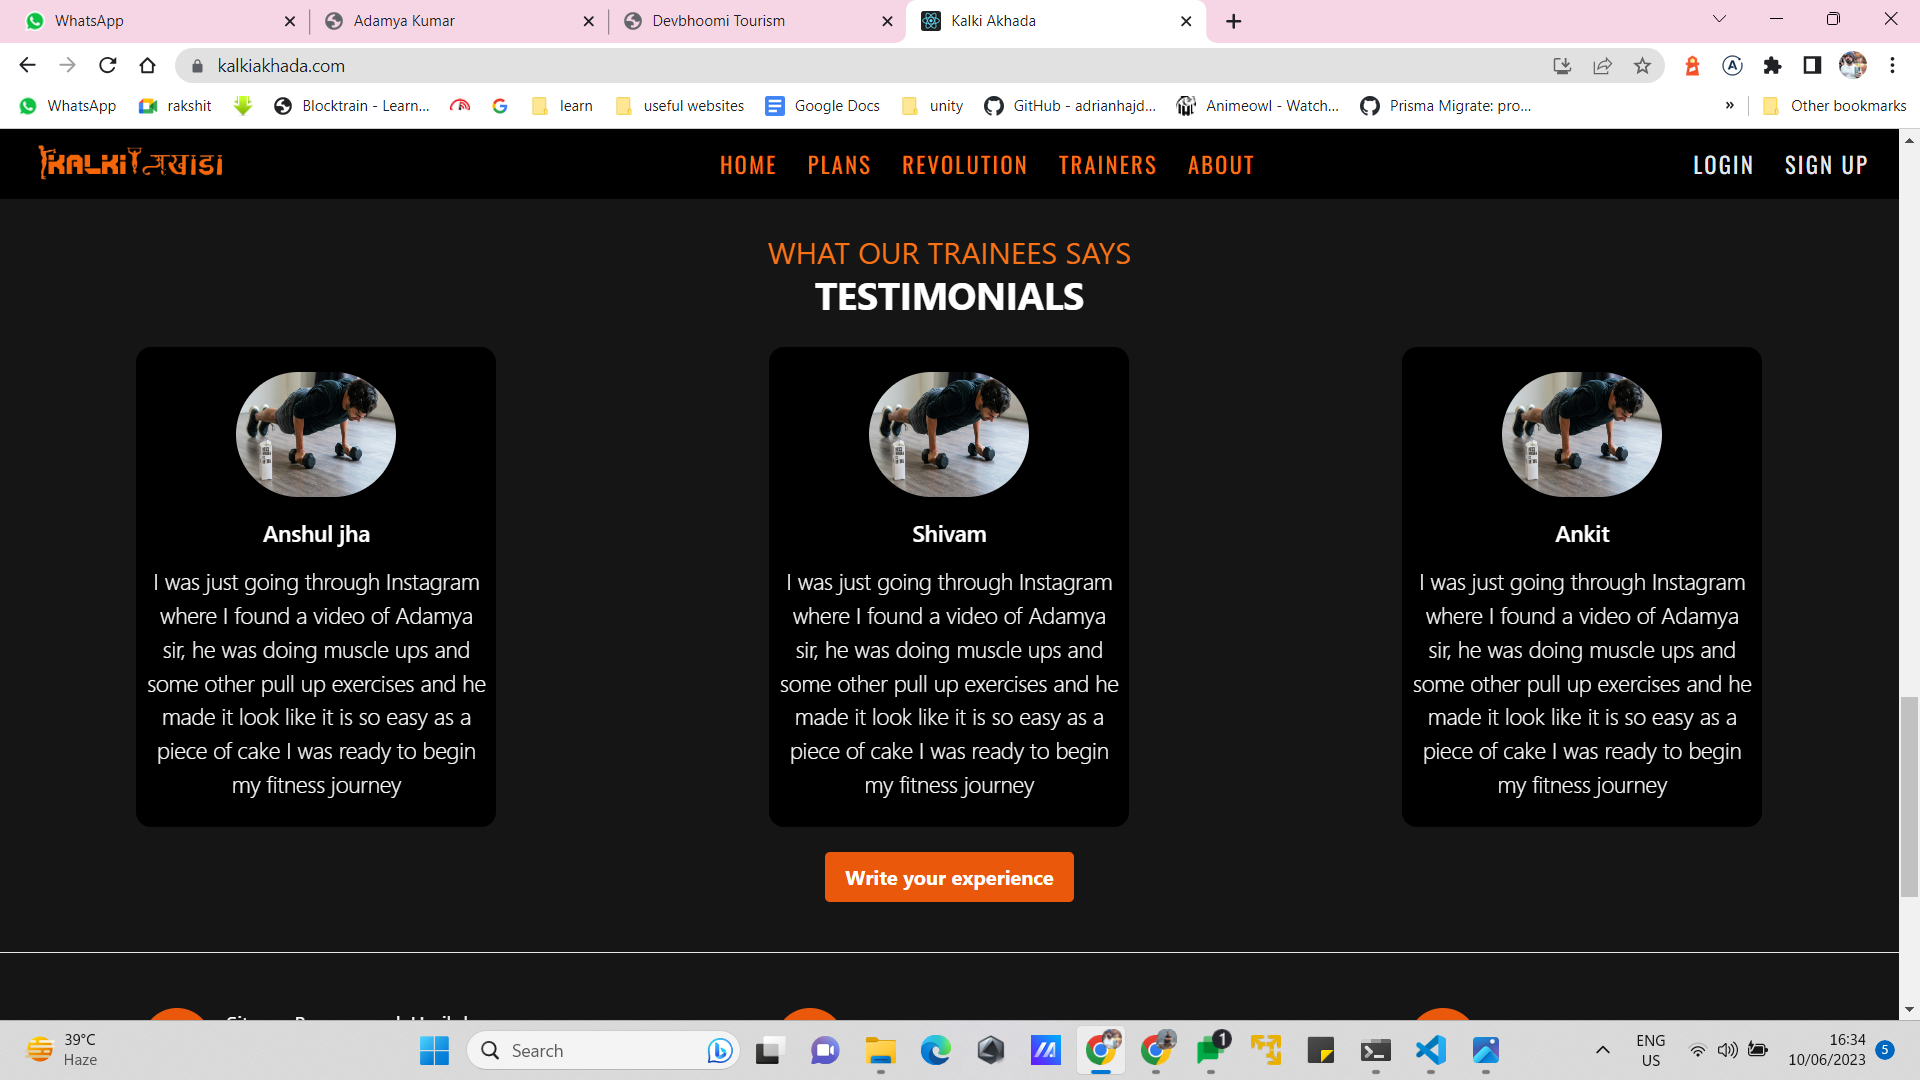 WhatsApp
Adamya Kumar
Devbhoomi Tourism
Kalki Akhada
kalkiakhada.com
WhatsApp
rakshit
Blocktrain - Learn...
learn
useful websites
Google Docs
unity
GitHub - adrianhajd...
Animeowl - Watch...
Prisma Migrate: pro...
»
Other bookmarks
KALKI अखाडा
HOME
PLANS
REVOLUTION
TRAINERS
ABOUT
LOGIN
SIGN UP
WHAT OUR TRAINEES SAYS
TESTIMONIALS
Anshul jha
I was just going through Instagram
where I found a video of Adamya
sir, he was doing muscle ups and
some other pull up exercises and he
made it look like it is so easy as a
piece of cake I was ready to begin
my fitness journey
Shivam
I was just going through Instagram
where I found a video of Adamya
sir, he was doing muscle ups and
some other pull up exercises and he
made it look like it is so easy as a
piece of cake I was ready to begin
my fitness journey
Ankit
I was just going through Instagram
where I found a video of Adamya
sir, he was doing muscle ups and
some other pull up exercises and he
made it look like it is so easy as a
piece of cake I was ready to begin
my fitness journey
Write your experience
39°C
Haze
Search
1
ENG
US
16:34
10/06/2023
5